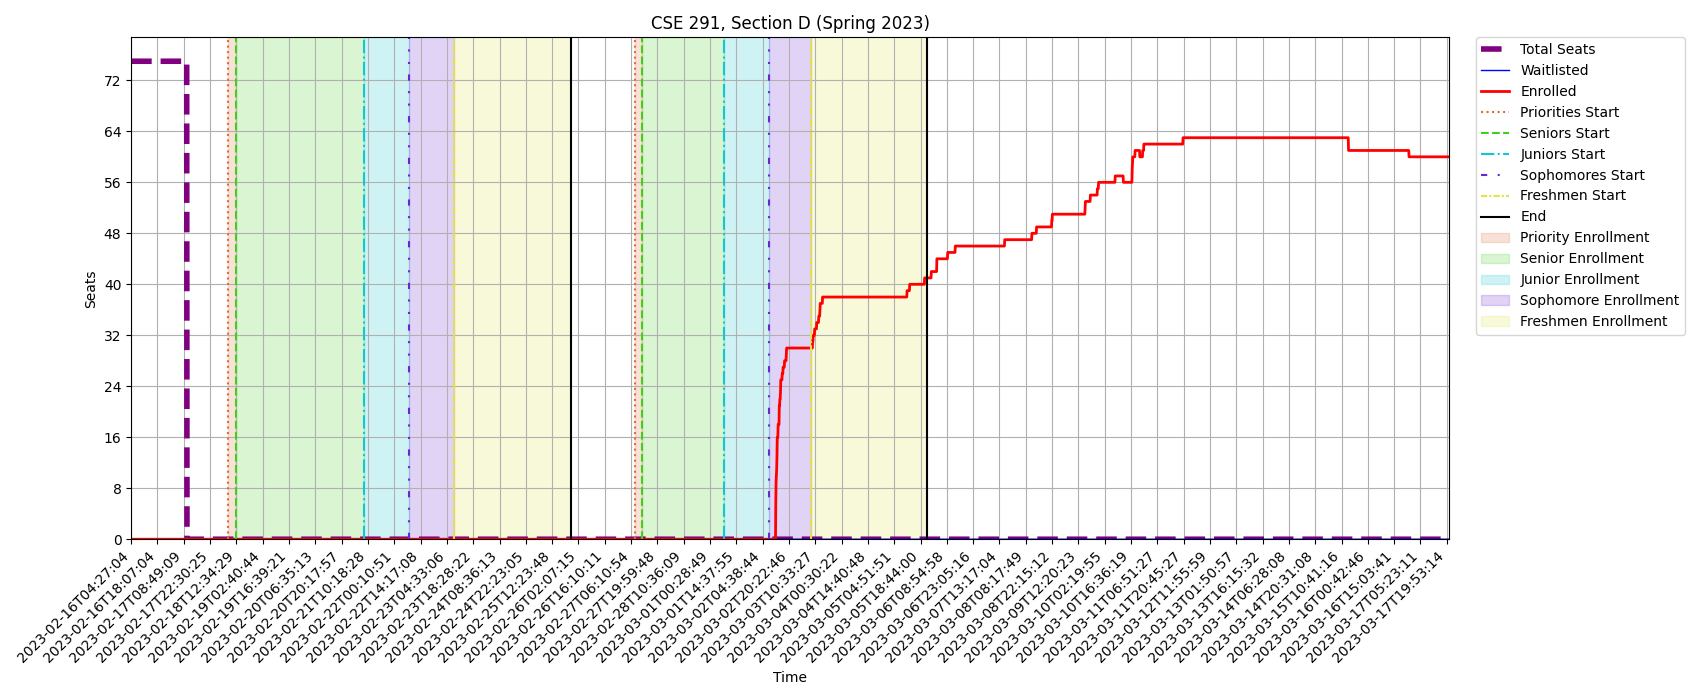 CSE 291, Section D (Spring 2023)
Seats
72
64
56
48
40
32
24
16
8
0
2023-02-16T04:27:04
2023-02-16T18:07:04
2023-02-17T08:49:09
2023-02-17T22:30:25
2023-02-18T12:34:29
2023-02-19T02:40:44
2023-02-19T16:39:21
2023-02-20T06:35:13
2023-02-20T20:17:57
2023-02-21T10:18:28
2023-02-22T00:10:51
2023-02-22T14:17:08
2023-02-23T04:33:06
2023-02-23T18:28:22
2023-02-24T08:36:13
2023-02-24T22:23:05
2023-02-25T12:23:48
2023-02-26T02:07:15
2023-02-26T16:10:11
2023-02-27T06:10:54
2023-02-27T19:59:48
2023-02-28T10:36:09
2023-03-01T00:28:49
2023-03-01T14:37:55
2023-03-02T04:38:44
2023-03-02T20:22:46
2023-03-03T10:33:27
2023-03-04T00:30:22
2023-03-04T14:40:48
2023-03-05T04:51:51
2023-03-05T18:44:00
2023-03-06T08:54:58
2023-03-06T23:05:16
2023-03-07T13:17:04
2023-03-08T08:17:49
2023-03-08T22:15:12
2023-03-09T12:20:23
2023-03-10T02:19:55
2023-03-10T16:36:19
2023-03-11T06:51:27
2023-03-11T20:45:27
2023-03-12T11:55:59
2023-03-13T01:50:57
2023-03-13T16:15:32
2023-03-14T06:28:08
2023-03-14T20:31:08
2023-03-15T10:41:16
2023-03-16T00:42:46
2023-03-16T15:03:41
2023-03-17T05:23:11
2023-03-17T19:53:14
Time
Total Seats
Waitlisted
Enrolled
Priorities Start
Seniors Start
Juniors Start
Sophomores Start
Freshmen Start
End
Priority Enrollment
Senior Enrollment
Junior Enrollment
Sophomore Enrollment
Freshmen Enrollment